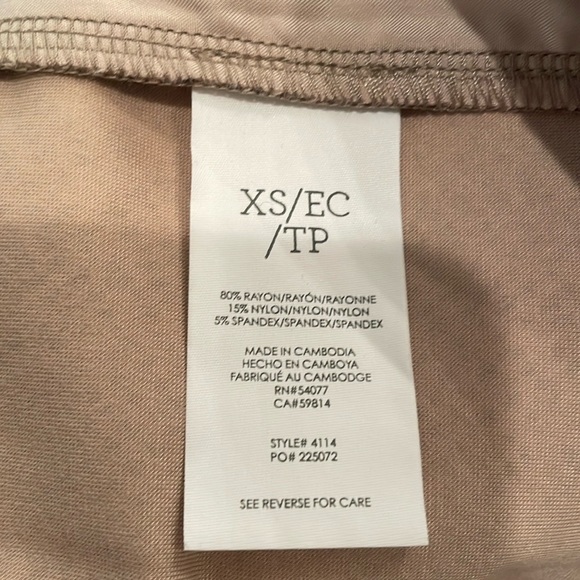 XS/EC
/TP
80% RAYON/RAYÓN/RAYONNE
15% NYLON/NYLON/NYLON
5% SPANDEX/SPANDEX/SPANDEX
MADE IN CAMBODIA
HECHO EN CAMBOYA
FABRIQUÉ AU CAMBODGE
RN#54077
CA#59814
STYLE# 4114
PO# 225072
SEE REVERSE FOR CARE